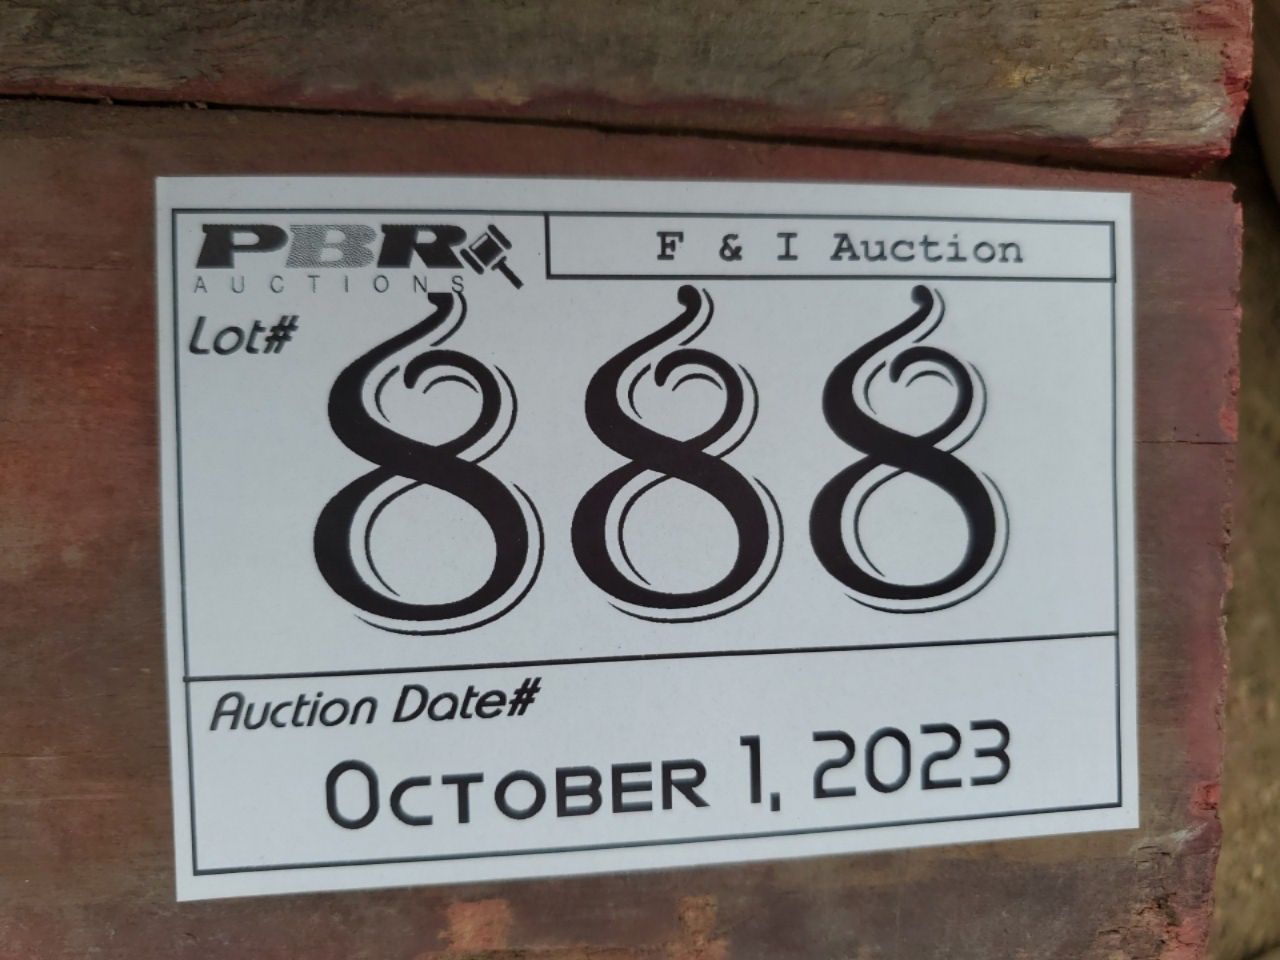 PBR
AUCTIONS
F & I Auction
Lot#
888
Auction Date#
October 1, 2023